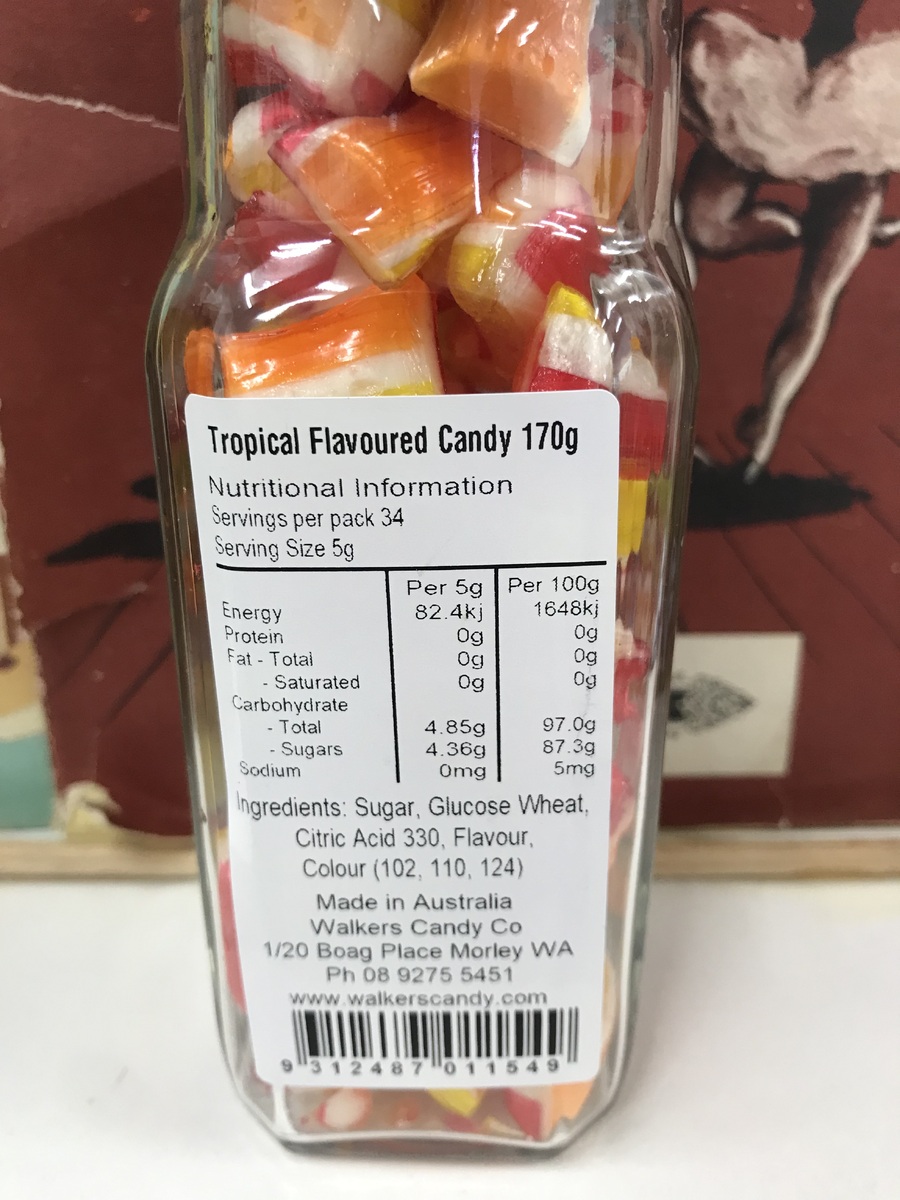 Tropical Flavoured Candy 170g
Nutritional Information
Servings per pack 34
Serving Size 5g
Per 5g Per 100g
Energy 82.4kj 1648kj
Protein 0g 0g
Fat - Total 0g 0g
- Saturated 0g 0g
Carbohydrate
- Total 4.85g 97.0g
- Sugars 4.36g 87.3g
Sodium 0mg 5mg
Ingredients: Sugar, Glucose Wheat,
Citric Acid 330, Flavour,
Colour (102, 110, 124)
Made in Australia
Walkers Candy Co
1/20 Boag Place Morley WA
Ph 08 9275 5451
www.walkerscandy.com
9 312487 011549